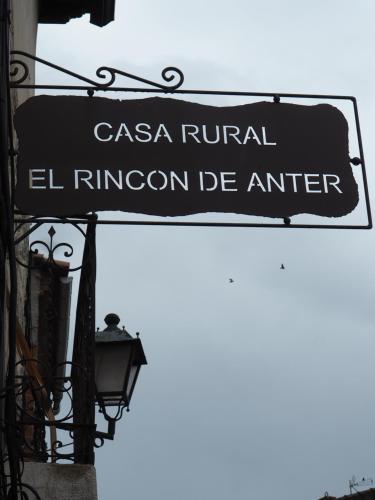 CASA RURAL
EL RINCON DE ANTER